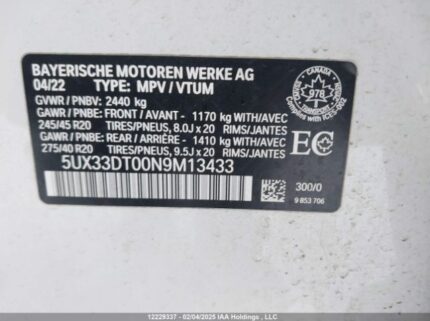 BAYERISCHE MOTOREN WERKE AG
04/22 TYPE: MPV / VTUM
GVWR / PNBV: 2440 kg
GAWR / PNBE: FRONT / AVANT - 1170 kg WITH/AVEC
245/45 R20 TIRES/PNEUS, 8.0J x 20 RIMS/JANTES
GAWR / PNBE: REAR / ARRIÈRE - 1410 kg WITH/AVEC
275/40 R20 TIRES/PNEUS, 9.5J x 20 RIMS/JANTES
5UX33DT00N9M13433
CANADA
978
EC
300/0
9 853 706
12229337 - 02/04/2025 IAA Holdings, LLC